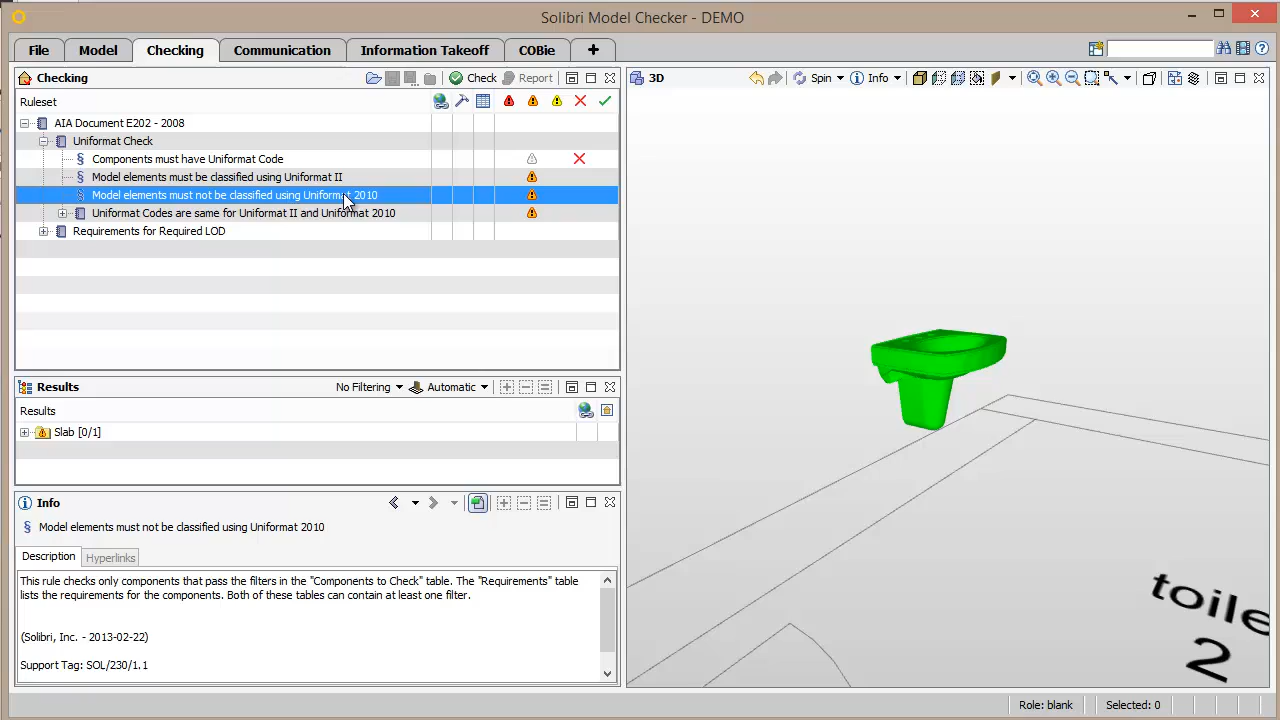 Solibri Model Checker - DEMO
File Model Checking Communication Information Takeoff COBie +
Checking Check Report
3D Spin Info
Ruleset
AIA Document E202 - 2008
Uniformat Check
§ Components must have Uniformat Code
§ Model elements must be classified using Uniformat II
§ Model elements must not be classified using Uniformat 2010
Uniformat Codes are same for Uniformat II and Uniformat 2010
Requirements for Required LOD
Results No Filtering Automatic
Results
Slab [0/1]
Info
§ Model elements must not be classified using Uniformat 2010
Description Hyperlinks
This rule checks only components that pass the filters in the "Components to Check" table. The "Requirements" table
lists the requirements for the components. Both of these tables can contain at least one filter.
(Solibri, Inc. - 2013-02-22)
Support Tag: SOL/230/1.1
toile
2
Role: blank Selected: 0